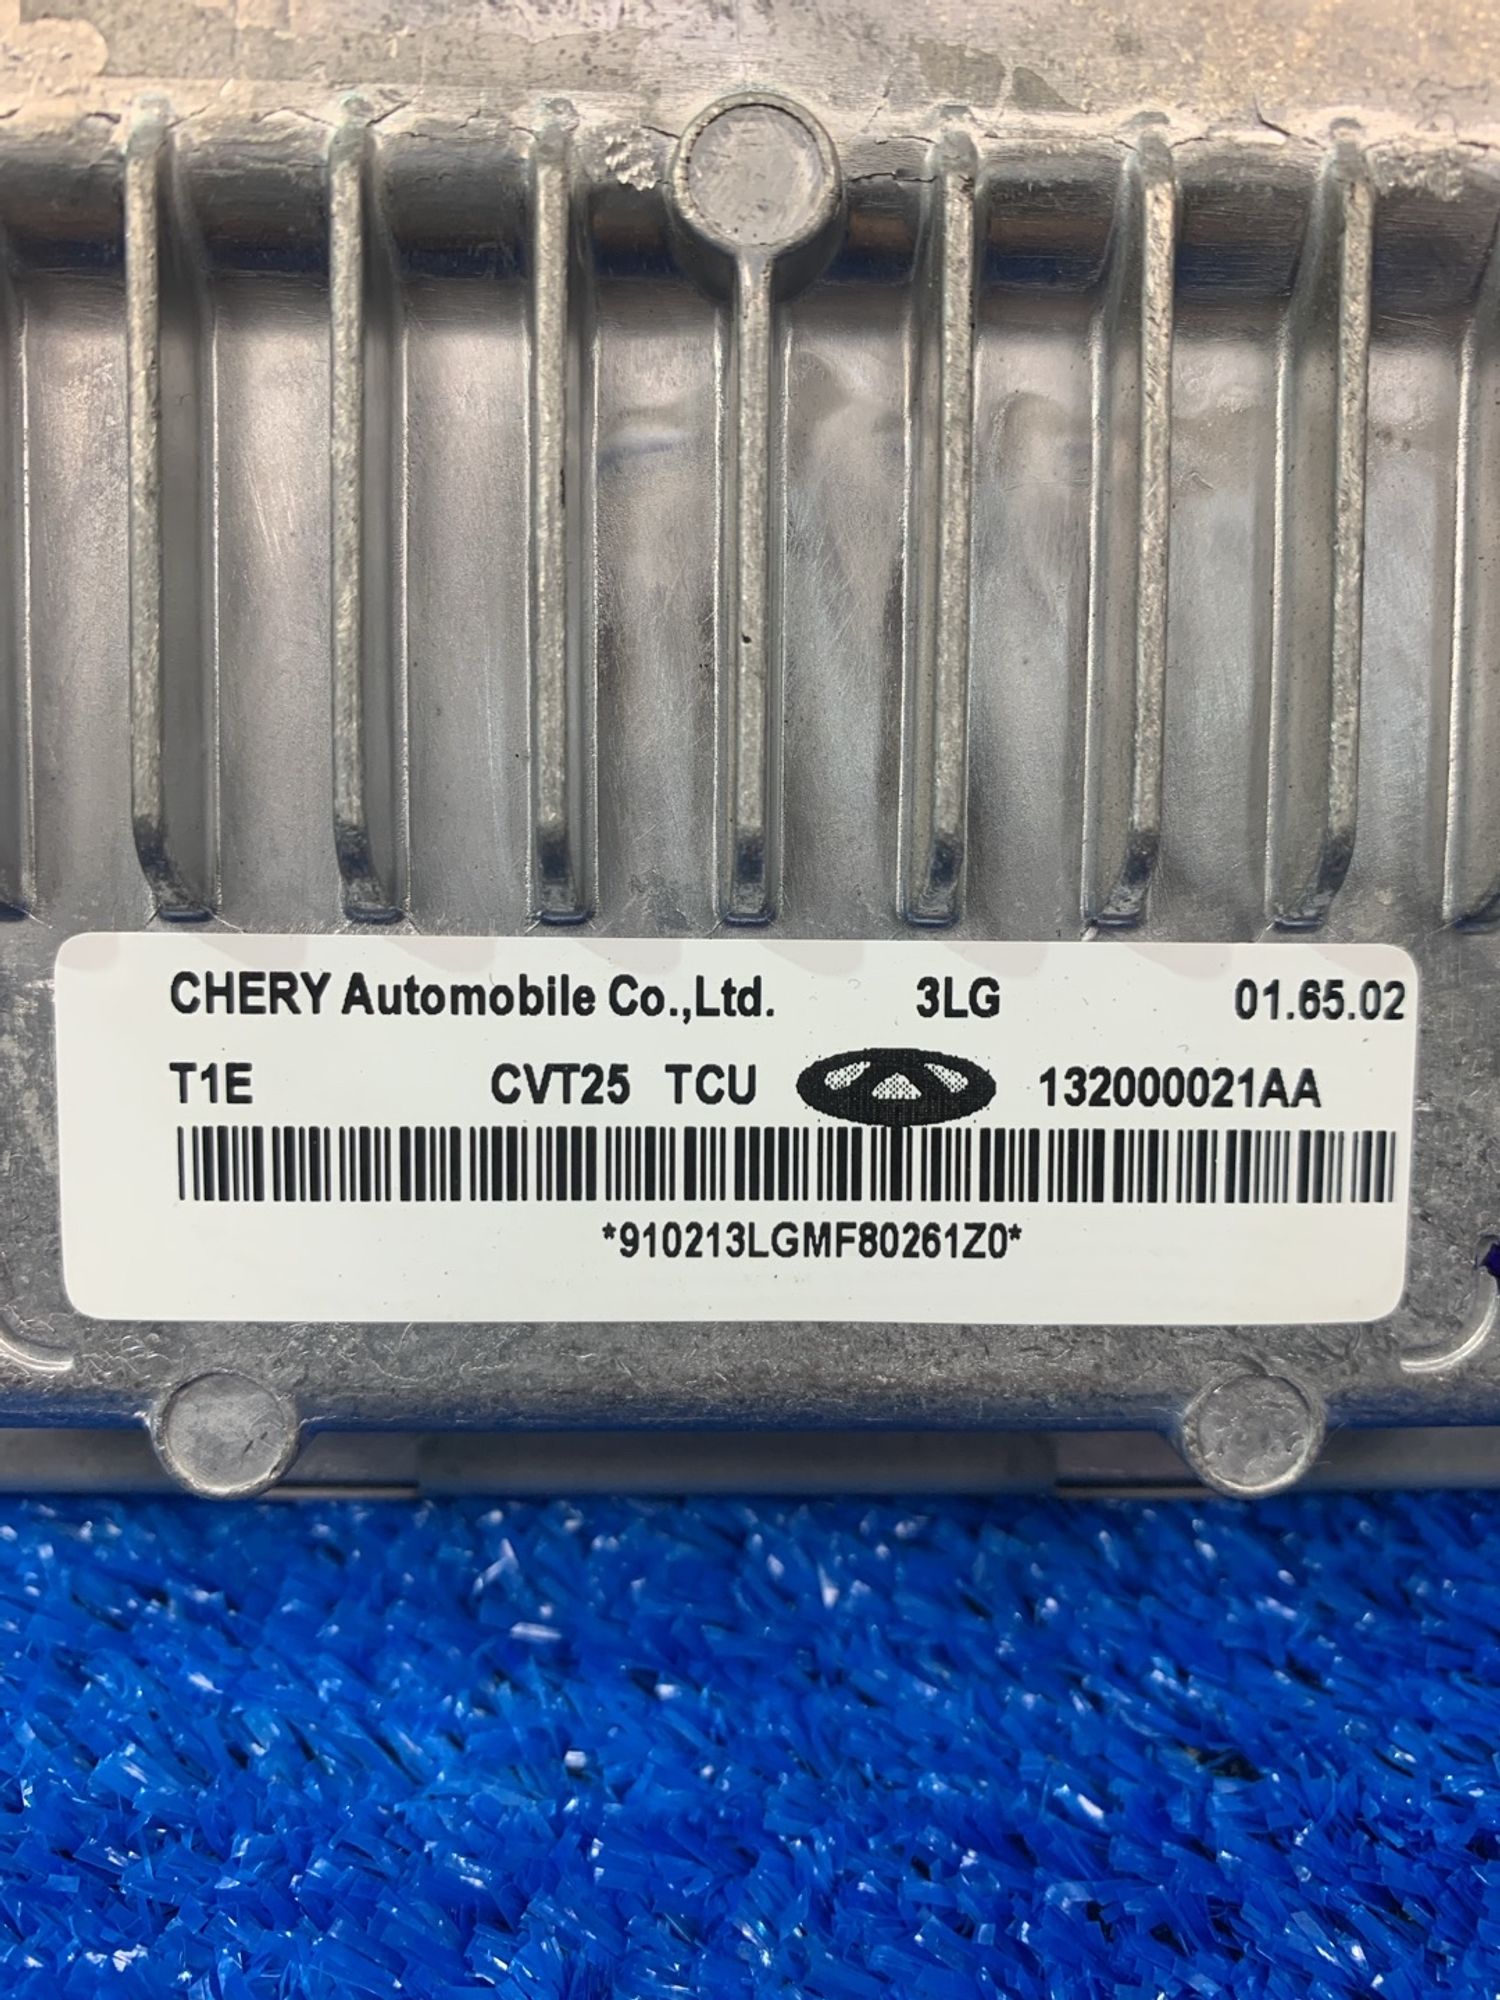 CHERY Automobile Co.,Ltd. 3LG 01.65.02
T1E CVT25 TCU 132000021AA
*910213LGMF80261Z0*